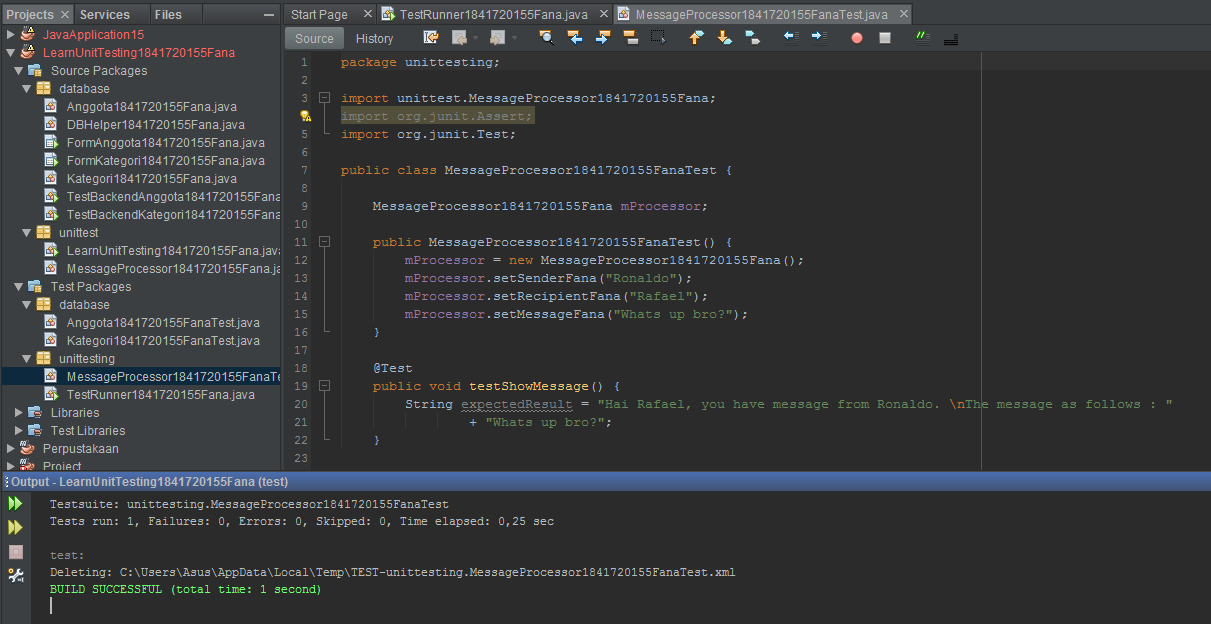 Projects
Services
Files
Start Page
TestRunner1841720155Fana.java
MessageProcessor1841720155FanaTest.java
JavaApplication15
LearnUnitTesting1841720155Fana
Source Packages
database
Anggota1841720155Fana.java
DBHelper1841720155Fana.java
FormAnggota1841720155Fana.java
FormKategori1841720155Fana.java
Kategori1841720155Fana.java
TestBackendAnggota1841720155Fana
TestBackendKategori1841720155Fana
unittest
LearnUnitTesting1841720155Fana.java
MessageProcessor1841720155Fana.ja
Test Packages
database
Anggota1841720155FanaTest.java
Kategori1841720155FanaTest.java
unittesting
MessageProcessor1841720155FanaTe
TestRunner1841720155Fana.java
Libraries
Test Libraries
Perpustakaan
Project
Source History
1 package unittesting;
2
3 import unittest.MessageProcessor1841720155Fana;
import org.junit.Assert;
5 import org.junit.Test;
6
7 public class MessageProcessor1841720155FanaTest {
8
9 MessageProcessor1841720155Fana mProcessor;
10
11 public MessageProcessor1841720155FanaTest() {
12 mProcessor = new MessageProcessor1841720155Fana();
13 mProcessor.setSenderFana("Ronaldo");
14 mProcessor.setRecipientFana("Rafael");
15 mProcessor.setMessageFana("Whats up bro?");
16 }
17
18 @Test
19 public void testShowMessage() {
20 String expectedResult = "Hai Rafael, you have message from Ronaldo. \nThe message as follows : "
21 + "Whats up bro?";
22 }
23
Output - LearnUnitTesting1841720155Fana (test)
Testsuite: unittesting.MessageProcessor1841720155FanaTest
Tests run: 1, Failures: 0, Errors: 0, Skipped: 0, Time elapsed: 0,25 sec
test:
Deleting: C:\Users\Asus\AppData\Local\Temp\TEST-unittesting.MessageProcessor1841720155FanaTest.xml
BUILD SUCCESSFUL (total time: 1 second)